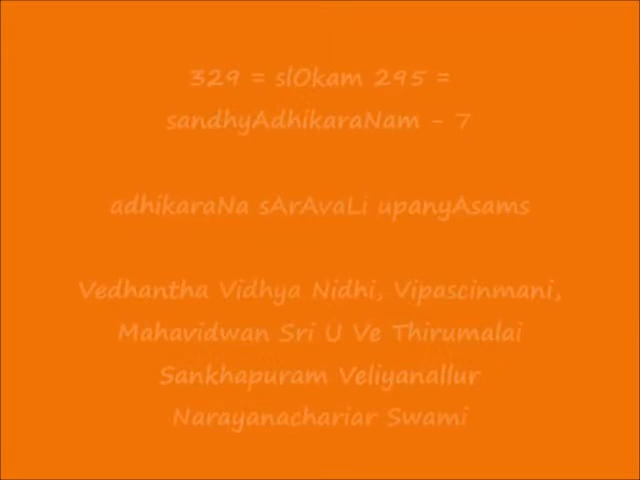 329 = slOkam 295 =
sandhyAdhikaraNam - 7
adhikaraNa sArAvaLi upanyAsams
Vedhantha Vidhya Nidhi, Vipascinmani,
Mahavidwan Sri U Ve Thirumalai
Sankhapuram Veliyanallur
Narayanachariar Swami